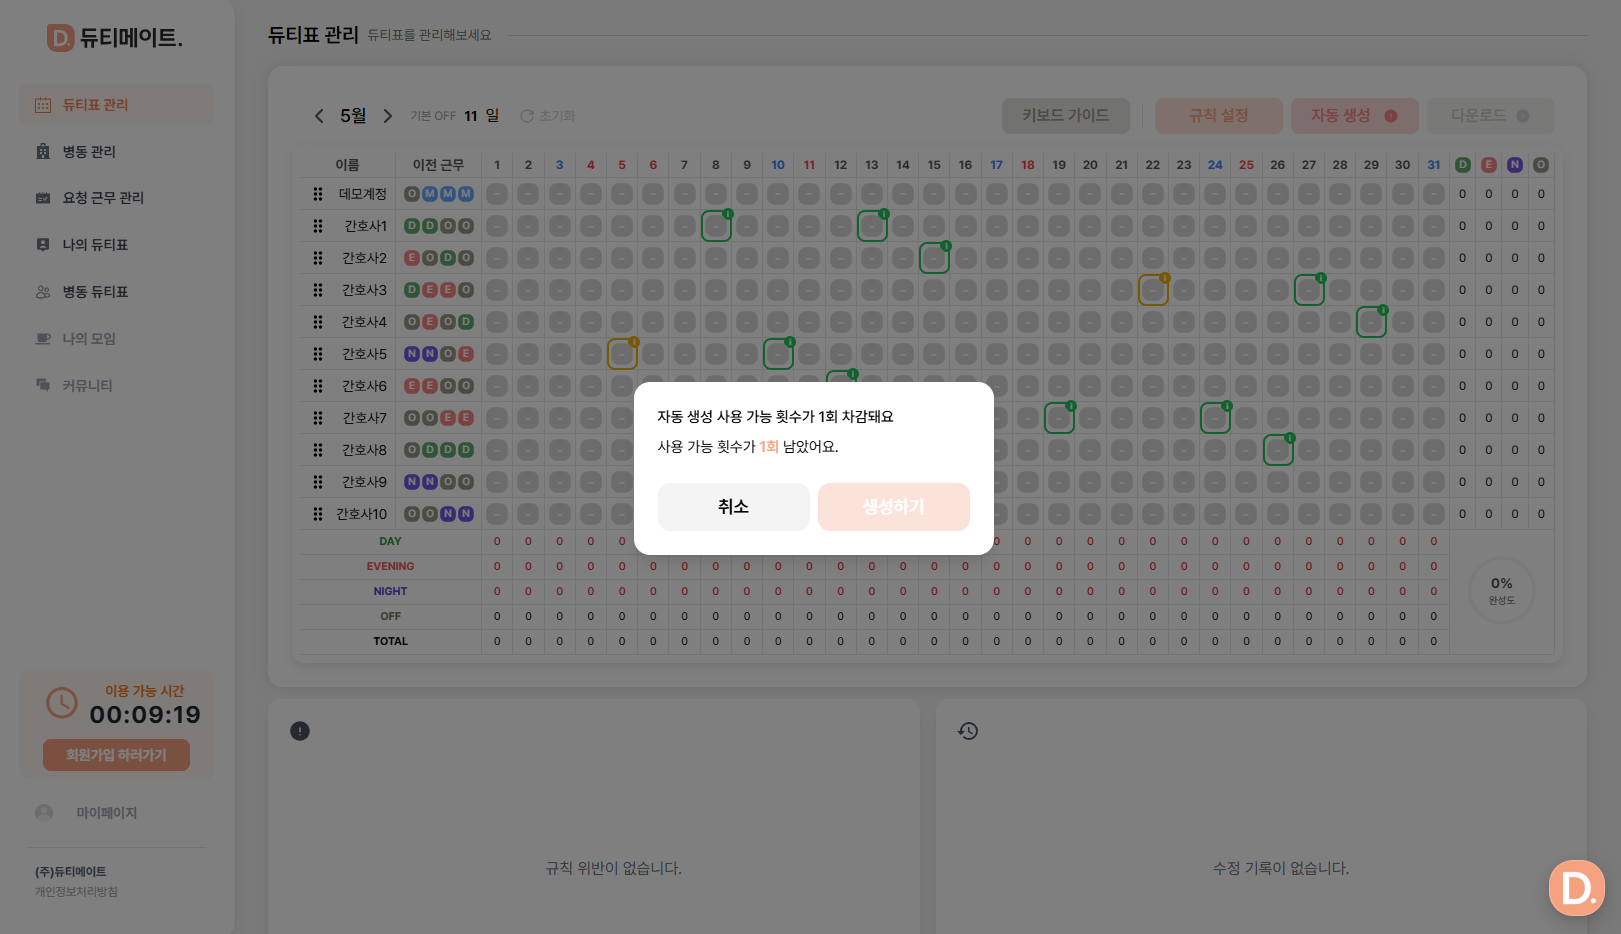 D. 듀티메이트.
듀티표 관리
병동 관리
요청 근무 관리
나의 듀티표
병동 듀티표
나의 모임
커뮤니티
이용 가능 시간
00:09:19
회원가입 하러가기
마이페이지
(주)듀티메이트
개인정보처리방침
듀티표 관리 듀티표를 관리해보세요
5월 기본 OFF 11 일 초기화 키보드 가이드 규칙 설정 자동 생성 다운로드
이름 이전 근무 1 2 3 4 5 6 7 8 9 10 11 12 13 14 15 16 17 18 19 20 21 22 23 24 25 26 27 28 29 30 31 D E N O
데모계정 O M M M - - - - - - - - - - - - - - - - - - - - - - - - - - - - - - - 0 0 0 0
간호사1 D D O O - - - - - - - - - - - - - - - - - - - - - - - - - - - - - - - 0 0 0 0
간호사2 E O D O - - - - - - - - - - - - - - - - - - - - - - - - - - - - - - - 0 0 0 0
간호사3 D E E O - - - - - - - - - - - - - - - - - - - - - - - - - - - - - - - 0 0 0 0
간호사4 O E O D - - - - - - - - - - - - - - - - - - - - - - - - - - - - - - - 0 0 0 0
간호사5 N N O E - - - - - - - - - - - - - - - - - - - - - - - - - - - - - - - 0 0 0 0
간호사6 E E O O - - - - - - - - - - - - - - - - - - - 0 0 0 0
간호사7 O O E E - - - - - - - - - - - - - - - - - - - 0 0 0 0
간호사8 O D D D - - - - - - - - - - - - - - - - - - - 0 0 0 0
간호사9 N N O O - - - - - - - - - - - - - - - - - - - 0 0 0 0
간호사10 O O N N - - - - - - - - - - - - - - - - - - - 0 0 0 0
자동 생성 사용 가능 횟수가 1회 차감돼요
사용 가능 횟수가 1회 남았어요.
취소 생성하기
DAY 0 0 0 0 0 0 0 0 0 0 0 0 0 0 0 0 0 0 0 0
EVENING 0 0 0 0 0 0 0 0 0 0 0 0 0 0 0 0 0 0 0 0 0 0 0 0 0 0 0 0 0 0 0
NIGHT 0 0 0 0 0 0 0 0 0 0 0 0 0 0 0 0 0 0 0 0 0 0 0 0 0 0 0 0 0 0 0
OFF 0 0 0 0 0 0 0 0 0 0 0 0 0 0 0 0 0 0 0 0 0 0 0 0 0 0 0 0 0 0 0
TOTAL 0 0 0 0 0 0 0 0 0 0 0 0 0 0 0 0 0 0 0 0 0 0 0 0 0 0 0 0 0 0 0
0%
완성도
규칙 위반이 없습니다.
수정 기록이 없습니다.
D.